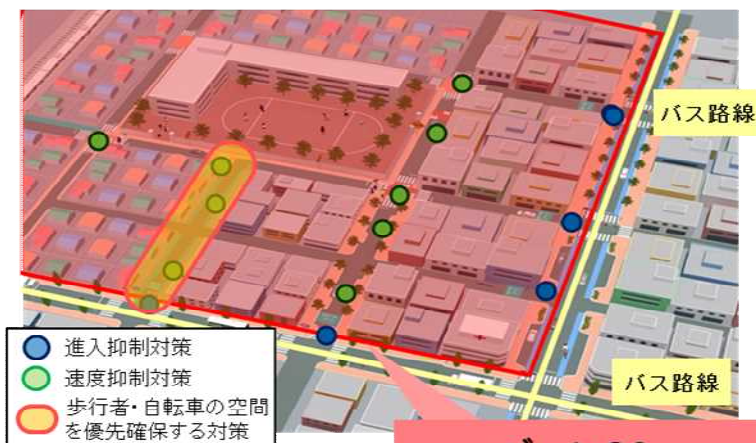 バス路線
バス路線
進入抑制対策
速度抑制対策
歩行者・自転車の空間
を優先確保する対策